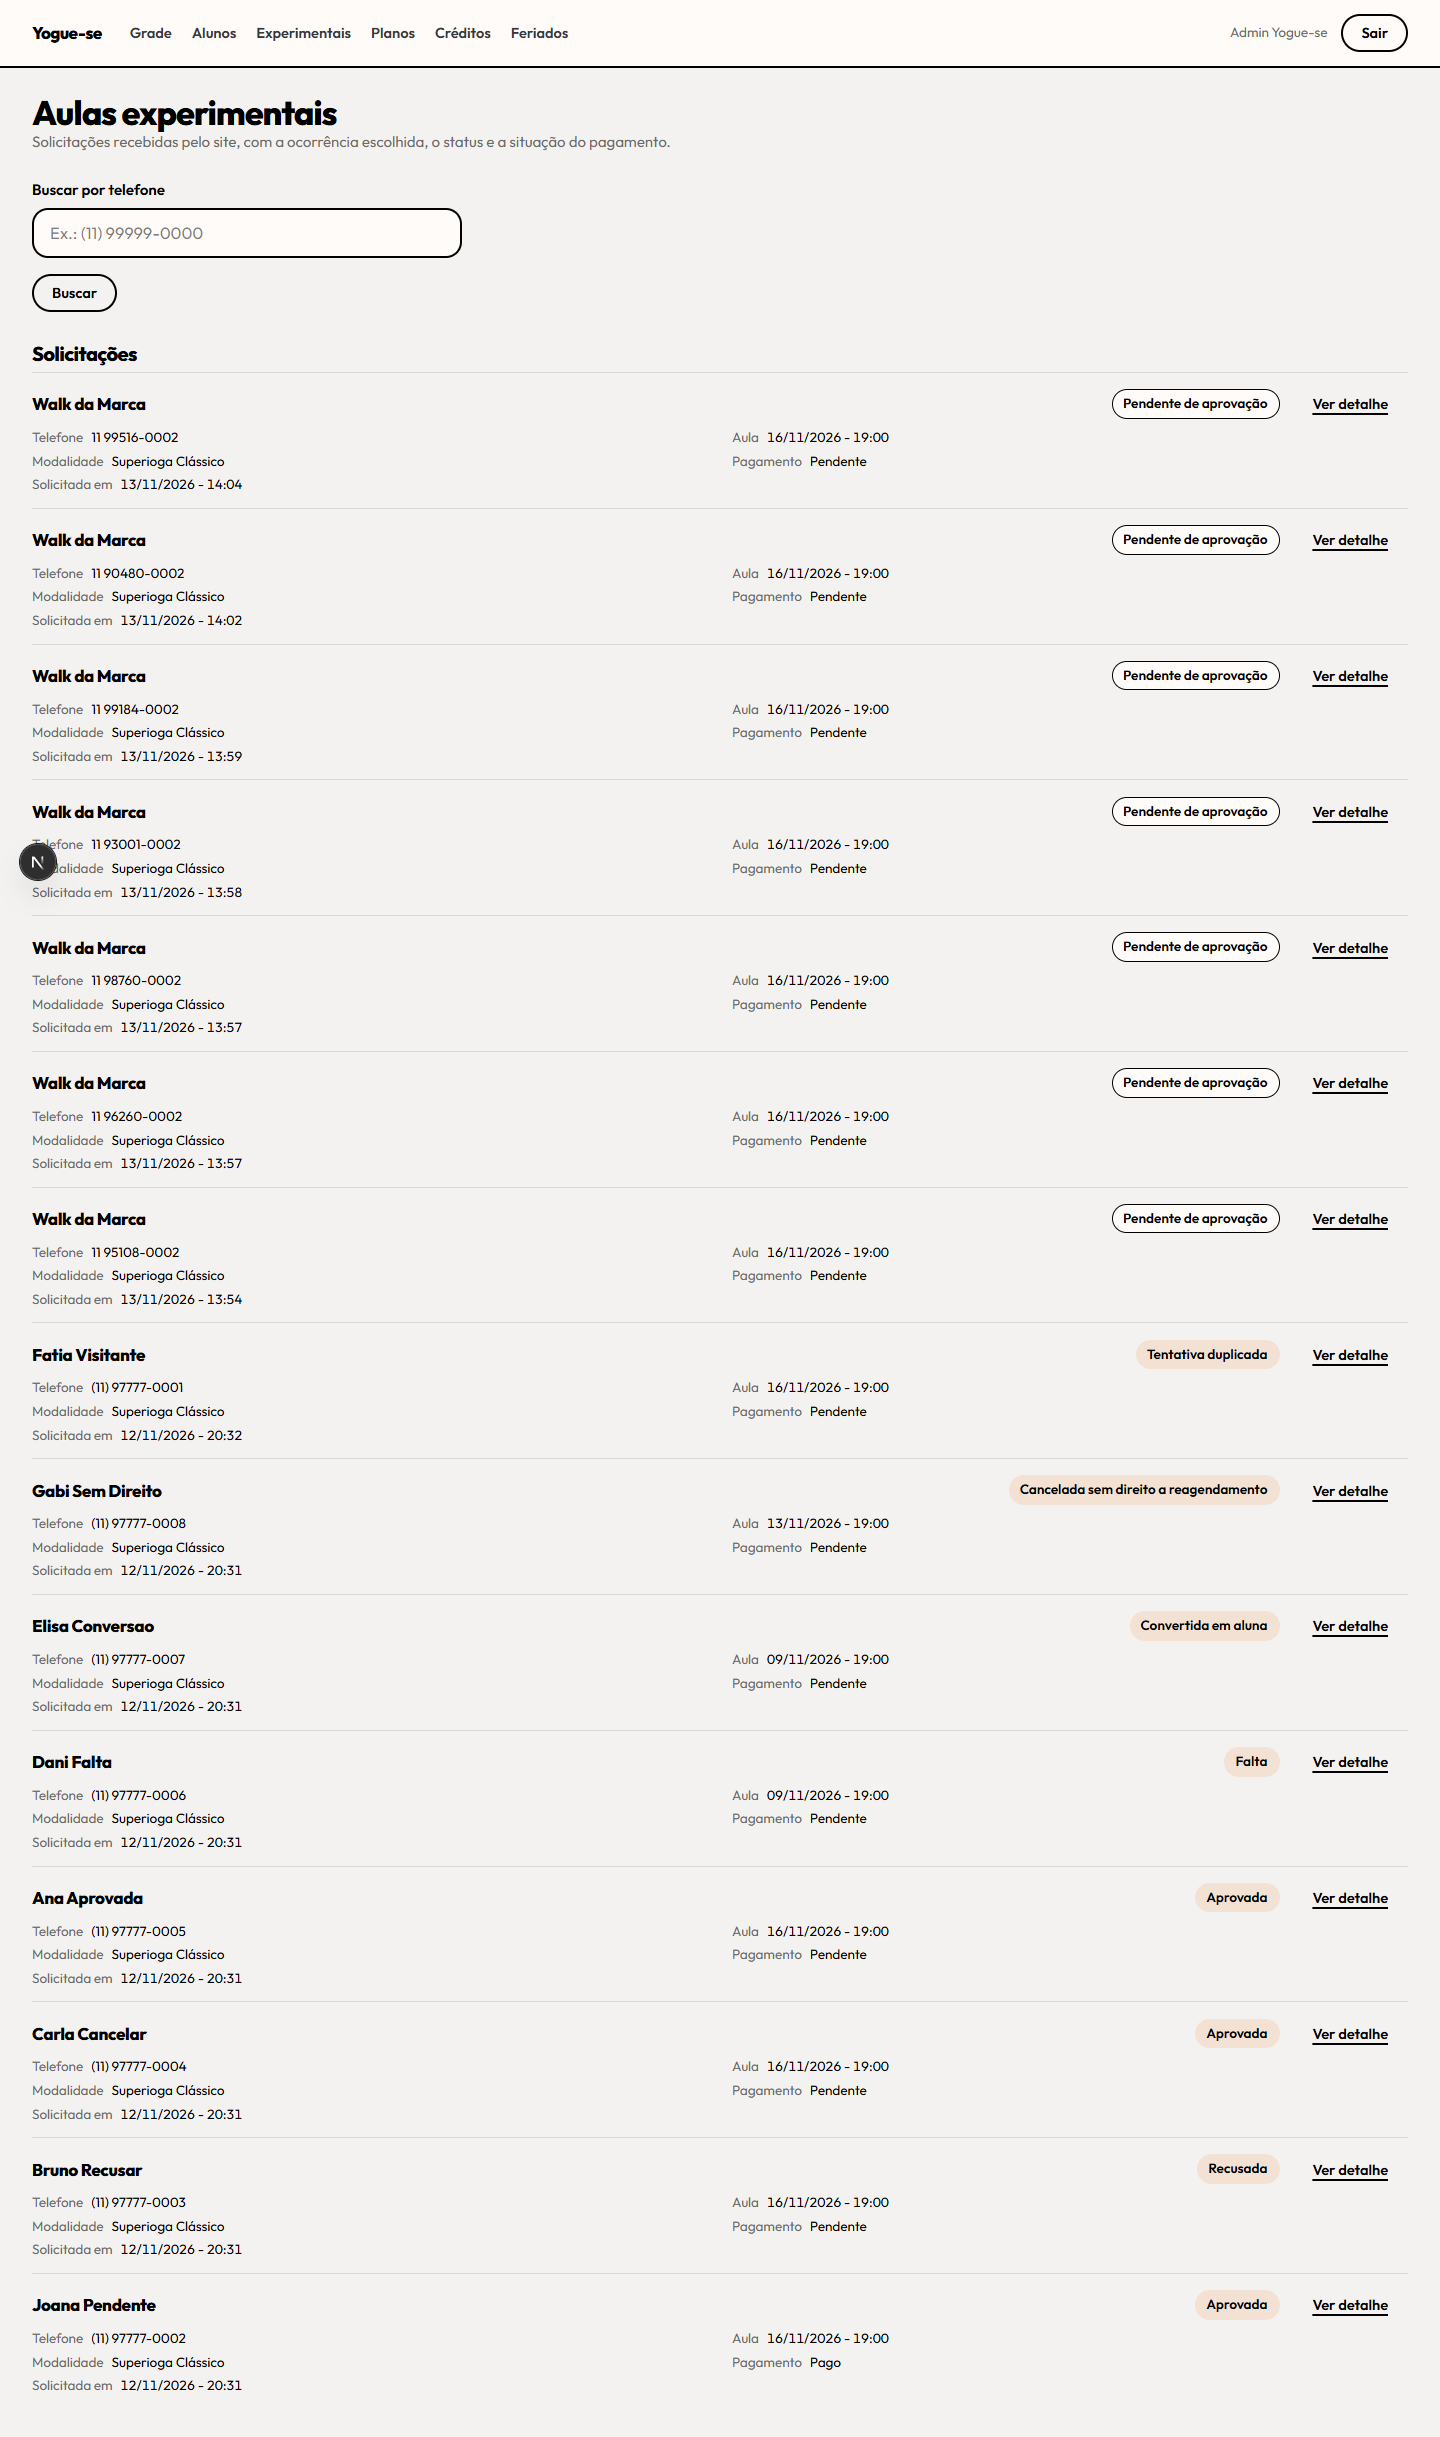 Yogue-se Grade Alunos Experimentais Planos Créditos Feriados Admin Yogue-se Sair
Aulas experimentais
Solicitações recebidas pelo site, com a ocorrência escolhida, o status e a situação do pagamento.
Buscar por telefone
Ex.: (11) 99999-0000
Buscar
Solicitações
Walk da Marca Pendente de aprovação Ver detalhe
Telefone 11 99516-0002 Aula 16/11/2026 - 19:00
Modalidade Superioga Clássico Pagamento Pendente
Solicitada em 13/11/2026 - 14:04
Walk da Marca Pendente de aprovação Ver detalhe
Telefone 11 90480-0002 Aula 16/11/2026 - 19:00
Modalidade Superioga Clássico Pagamento Pendente
Solicitada em 13/11/2026 - 14:02
Walk da Marca Pendente de aprovação Ver detalhe
Telefone 11 99184-0002 Aula 16/11/2026 - 19:00
Modalidade Superioga Clássico Pagamento Pendente
Solicitada em 13/11/2026 - 13:59
Walk da Marca Pendente de aprovação Ver detalhe
Telefone 11 93001-0002 Aula 16/11/2026 - 19:00
N dalidade Superioga Clássico Pagamento Pendente
Solicitada em 13/11/2026 - 13:58
Walk da Marca Pendente de aprovação Ver detalhe
Telefone 11 98760-0002 Aula 16/11/2026 - 19:00
Modalidade Superioga Clássico Pagamento Pendente
Solicitada em 13/11/2026 - 13:57
Walk da Marca Pendente de aprovação Ver detalhe
Telefone 11 96260-0002 Aula 16/11/2026 - 19:00
Modalidade Superioga Clássico Pagamento Pendente
Solicitada em 13/11/2026 - 13:57
Walk da Marca Pendente de aprovação Ver detalhe
Telefone 11 95108-0002 Aula 16/11/2026 - 19:00
Modalidade Superioga Clássico Pagamento Pendente
Solicitada em 13/11/2026 - 13:54
Fatia Visitante Tentativa duplicada Ver detalhe
Telefone (11) 97777-0001 Aula 16/11/2026 - 19:00
Modalidade Superioga Clássico Pagamento Pendente
Solicitada em 12/11/2026 - 20:32
Gabi Sem Direito Cancelada sem direito a reagendamento Ver detalhe
Telefone (11) 97777-0008 Aula 13/11/2026 - 19:00
Modalidade Superioga Clássico Pagamento Pendente
Solicitada em 12/11/2026 - 20:31
Elisa Conversao Convertida em aluna Ver detalhe
Telefone (11) 97777-0007 Aula 09/11/2026 - 19:00
Modalidade Superioga Clássico Pagamento Pendente
Solicitada em 12/11/2026 - 20:31
Dani Falta Falta Ver detalhe
Telefone (11) 97777-0006 Aula 09/11/2026 - 19:00
Modalidade Superioga Clássico Pagamento Pendente
Solicitada em 12/11/2026 - 20:31
Ana Aprovada Aprovada Ver detalhe
Telefone (11) 97777-0005 Aula 16/11/2026 - 19:00
Modalidade Superioga Clássico Pagamento Pendente
Solicitada em 12/11/2026 - 20:31
Carla Cancelar Aprovada Ver detalhe
Telefone (11) 97777-0004 Aula 16/11/2026 - 19:00
Modalidade Superioga Clássico Pagamento Pendente
Solicitada em 12/11/2026 - 20:31
Bruno Recusar Recusada Ver detalhe
Telefone (11) 97777-0003 Aula 16/11/2026 - 19:00
Modalidade Superioga Clássico Pagamento Pendente
Solicitada em 12/11/2026 - 20:31
Joana Pendente Aprovada Ver detalhe
Telefone (11) 97777-0002 Aula 16/11/2026 - 19:00
Modalidade Superioga Clássico Pagamento Pago
Solicitada em 12/11/2026 - 20:31